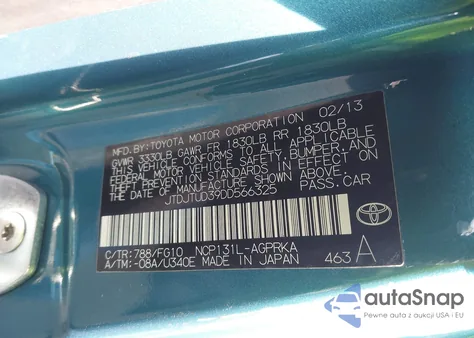 MFD. BY: TOYOTA MOTOR CORPORATION 02/13
GVWR 3330LB GAWR FR 1830LB RR 1830LB
THIS VEHICLE CONFORMS TO ALL APPLICABLE
FEDERAL MOTOR VEHICLE SAFETY, BUMPER, AND
THEFT PREVENTION STANDARDS IN EFFECT ON
THE DATE OF MANUFACTURE SHOWN ABOVE.
JTDJTUD39DD566325 PASS. CAR
C/TR: 788/FG10 NCP131L-AGPRKA
A/TM: -08A/U340E MADE IN JAPAN 463 A
autoSnap
Pewne auta z aukcji USA i EU